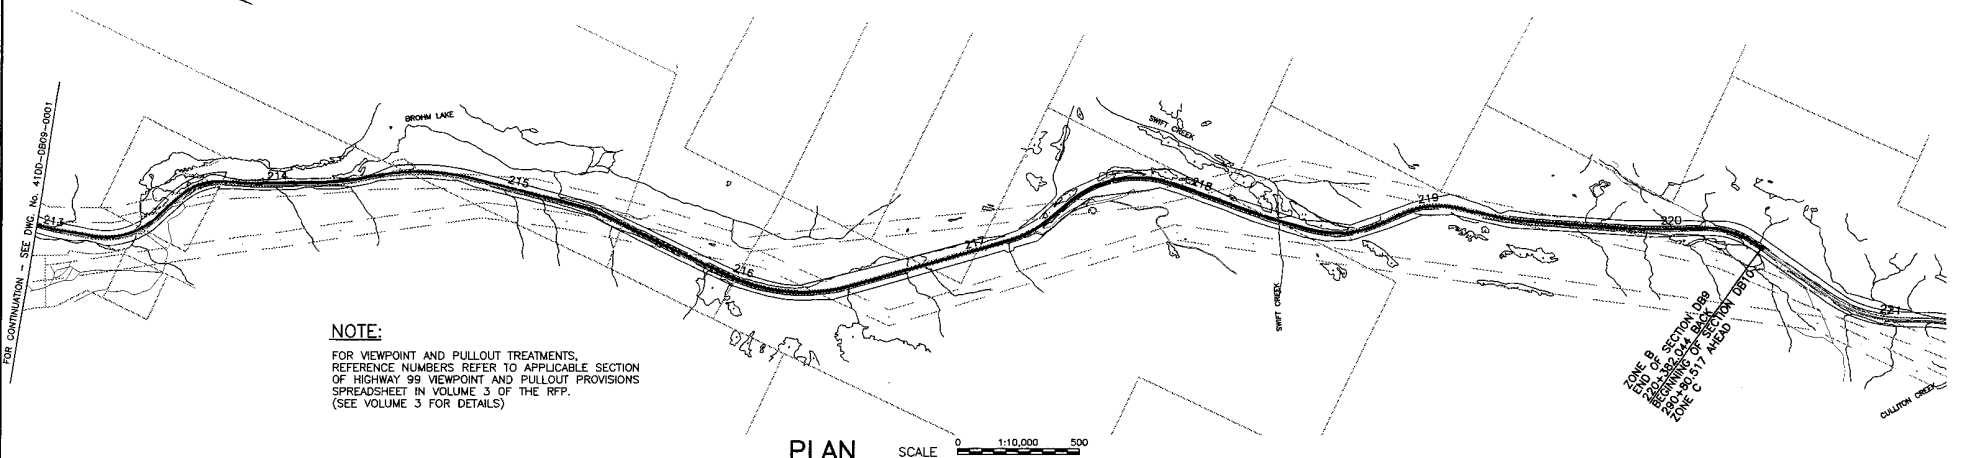 FOR CONTINUATION - SEE DWG. No. 410D-DB09-0001
213
214
BROHM LAKE
215
216
217
SWIFT CREEK
218
SWIFT CREEK
219
220
221
CULLITON CREEK
ZONE B
END OF SECTION DB9
220+382.044 BACK
BEGINNING OF SECTION DB10
290+80.517 AHEAD
ZONE C
NOTE:
FOR VIEWPOINT AND PULLOUT TREATMENTS,
REFERENCE NUMBERS REFER TO APPLICABLE SECTION
OF HIGHWAY 99 VIEWPOINT AND PULLOUT PROVISIONS
SPREADSHEET IN VOLUME 3 OF THE RFP.
(SEE VOLUME 3 FOR DETAILS)
PLAN SCALE 0 1:10,000 500